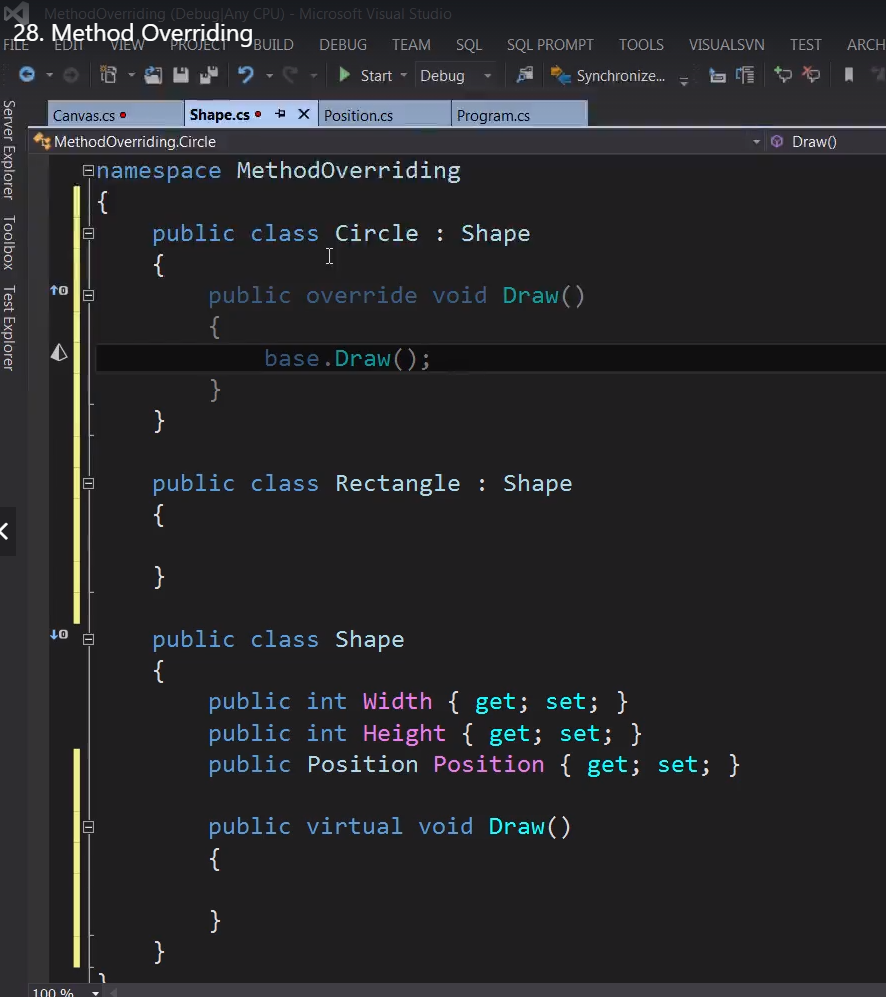 MethodOverriding (Debug|Any CPU) - Microsoft Visual Studio
28. Method Overriding
FILE EDIT VIEW PROJECT BUILD DEBUG TEAM SQL SQL PROMPT TOOLS VISUALSVN TEST ARCH
Start Debug Synchronize...
Canvas.cs Shape.cs Position.cs Program.cs
MethodOverriding.Circle Draw()
Server Explorer
Toolbox
Test Explorer
namespace MethodOverriding
{
public class Circle : Shape
{
public override void Draw()
{
base.Draw();
}
}
public class Rectangle : Shape
{
}
public class Shape
{
public int Width { get; set; }
public int Height { get; set; }
public Position Position { get; set; }
public virtual void Draw()
{
}
}
}
100 %